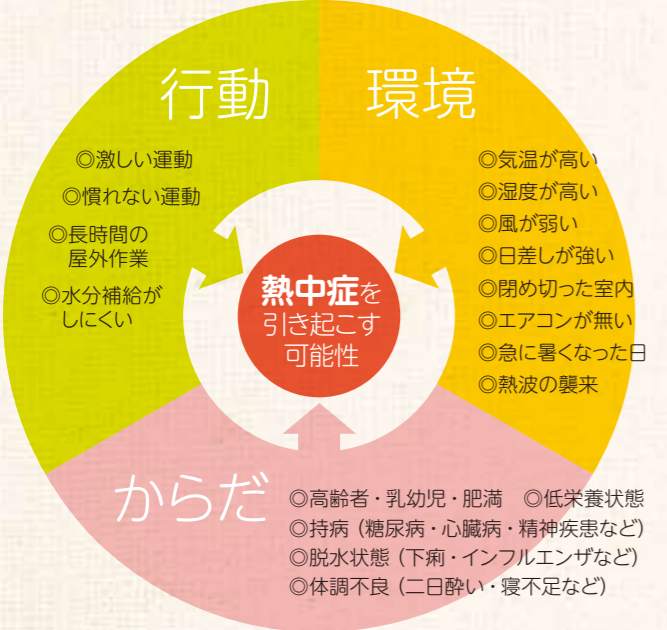 行動
◎激しい運動
◎慣れない運動
◎長時間の
屋外作業
◎水分補給が
しにくい
環境
◎気温が高い
◎湿度が高い
◎風が弱い
◎日差しが強い
◎閉め切った室内
◎エアコンが無い
◎急に暑くなった日
◎熱波の襲来
熱中症を
引き起こす
可能性
からだ
◎高齢者・乳幼児・肥満　◎低栄養状態
◎持病（糖尿病・心臓病・精神疾患など）
◎脱水状態（下痢・インフルエンザなど）
◎体調不良（二日酔い・寝不足など）